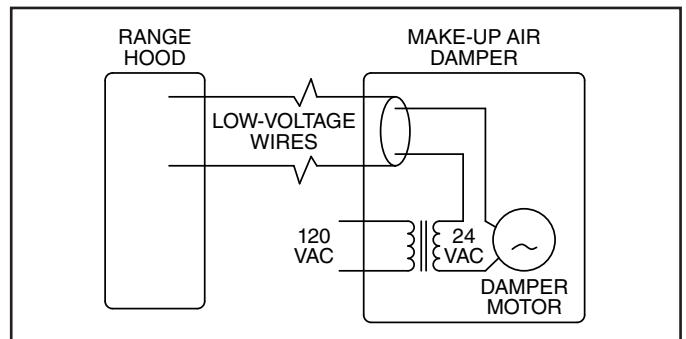 RANGE
HOOD
MAKE-UP AIR
DAMPER
LOW-VOLTAGE
WIRES
120
VAC
24
VAC
DAMPER
MOTOR